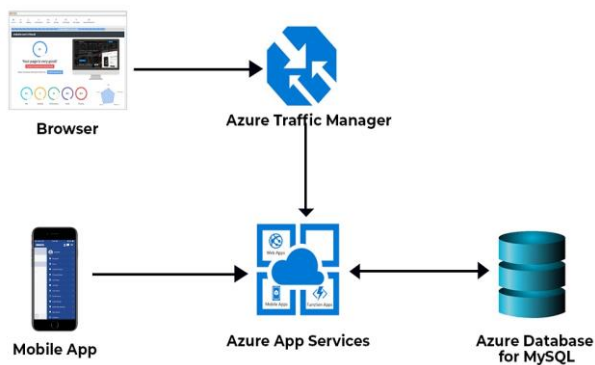 Browser
Azure Traffic Manager
Web Apps
Mobile Apps
Function Apps
Mobile App
Azure App Services
Azure Database
for MySQL